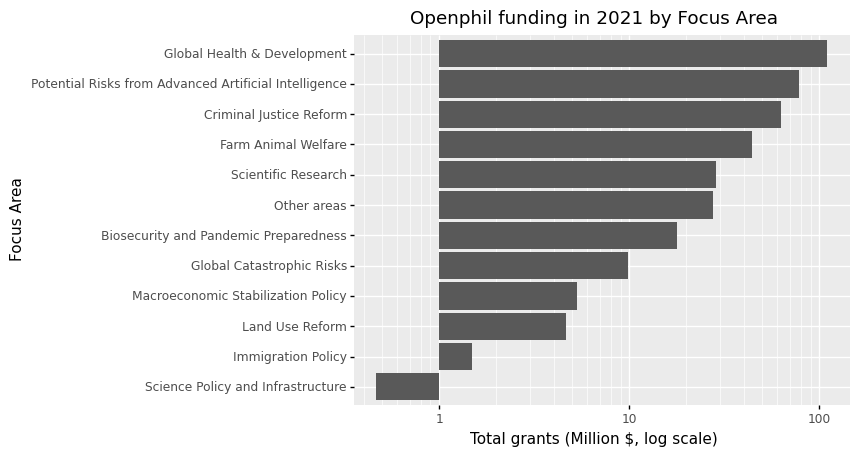 Openphil funding in 2021 by Focus Area
Global Health & Development
Potential Risks from Advanced Artificial Intelligence
Criminal Justice Reform
Farm Animal Welfare
Scientific Research
Other areas
Biosecurity and Pandemic Preparedness
Global Catastrophic Risks
Macroeconomic Stabilization Policy
Land Use Reform
Immigration Policy
Science Policy and Infrastructure
Focus Area
1 10 100
Total grants (Million $, log scale)